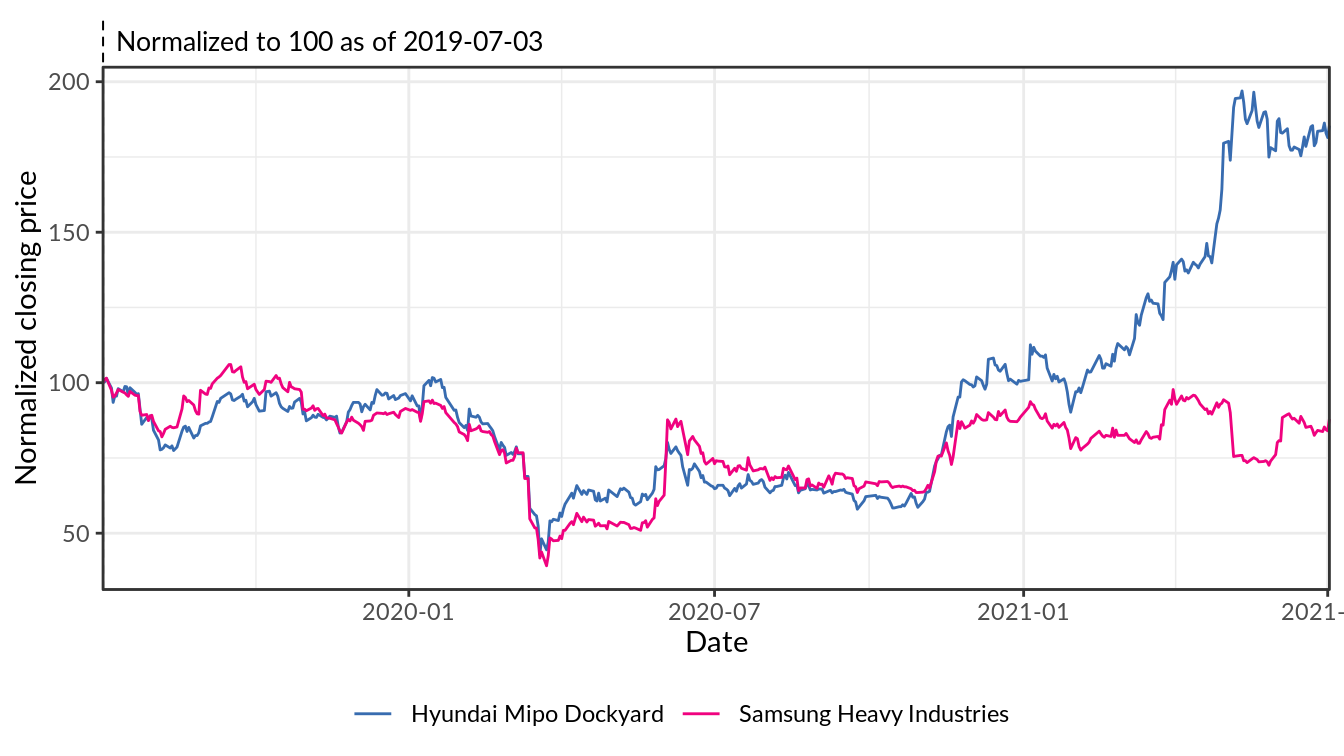 Normalized to 100 as of 2019-07-03
200
150
100
50
Normalized closing price
2020-01 2020-07 2021-01 2021-
Date
Hyundai Mipo Dockyard Samsung Heavy Industries